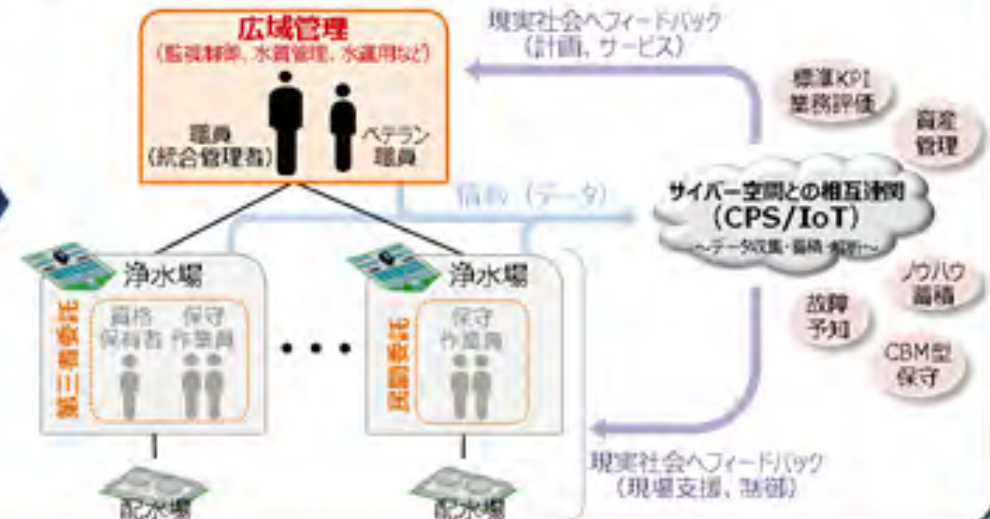 広域管理
(監視制御、水質管理、水運用など)
職員
(統合管理者)
ベテラン
職員
現実社会へフィードバック
(計画、サービス)
標準KPI
業務評価
資産
管理
情報 (データ)
サイバー空間との相互連関
(CPS/IoT)
～データ収集・蓄積・解析～
ノウハウ
蓄積
故障
予知
CBM型
保守
浄水場
第三者委託
資格
保有者
保守
作業員
・・・
浄水場
民間委託
保守
作業員
現実社会へフィードバック
(現場支援、制御)
配水場
配水場